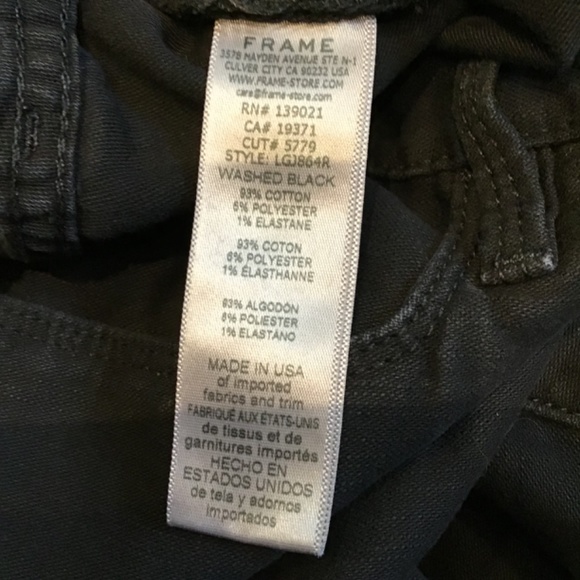 FRAME
3578 HAYDEN AVENUE STE N-1
CULVER CITY CA 90232 USA
WWW.FRAME-STORE.COM
care@frame-store.com
RN# 139021
CA# 19371
CUT# 5779
STYLE: LGJ864R
WASHED BLACK
93% COTTON
6% POLYESTER
1% ELASTANE
93% COTON
6% POLYESTER
1% ÉLASTHANNE
93% ALGODÓN
6% POLIESTER
1% ELASTANO
MADE IN USA
of imported
fabrics and trim
FABRIQUÉ AUX ÉTATS-UNIS
de tissus et de
garnitures importés
HECHO EN
ESTADOS UNIDOS
de tela y adornos
importados